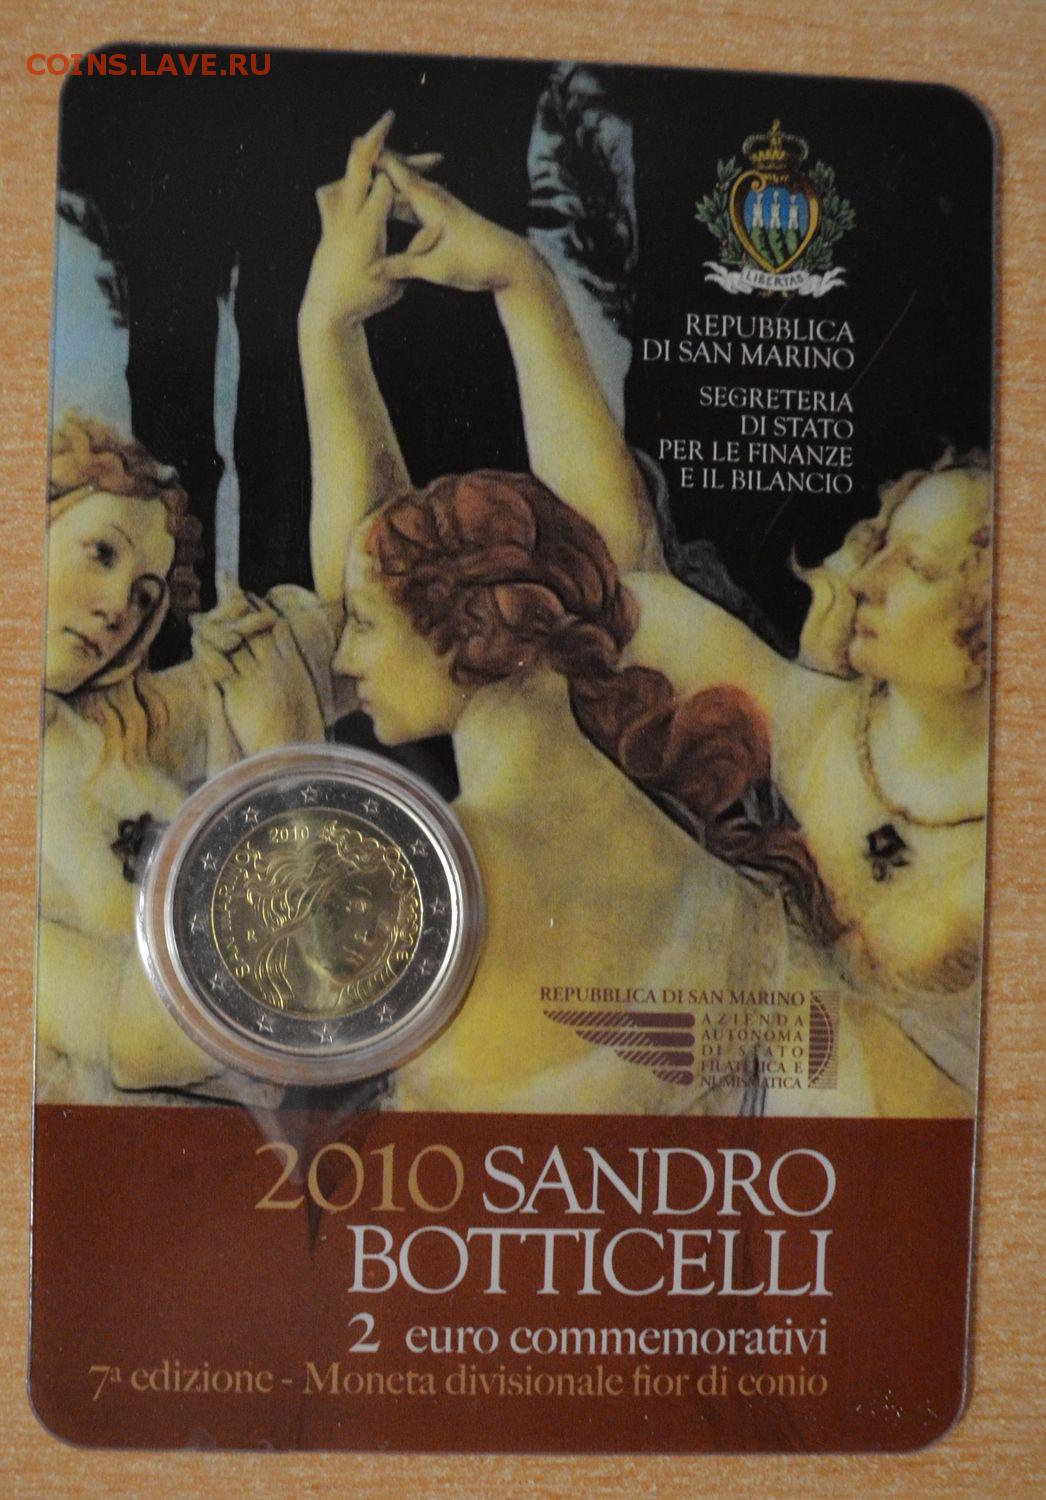 COINS.LAVE.RU
LIBERTAS
REPUBBLICA
DI SAN MARINO
SEGRETERIA
DI STATO
PER LE FINANZE
E IL BILANCIO
2010
SAN MARINO
R
REPUBBLICA DI SAN MARINO
AZIENDA
AUTONOMA
DI STATO
FILATELICA E
NUMISMATICA
2010 SANDRO
BOTTICELLI
2 euro commemorativi
7ª edizione - Moneta divisionale fior di conio